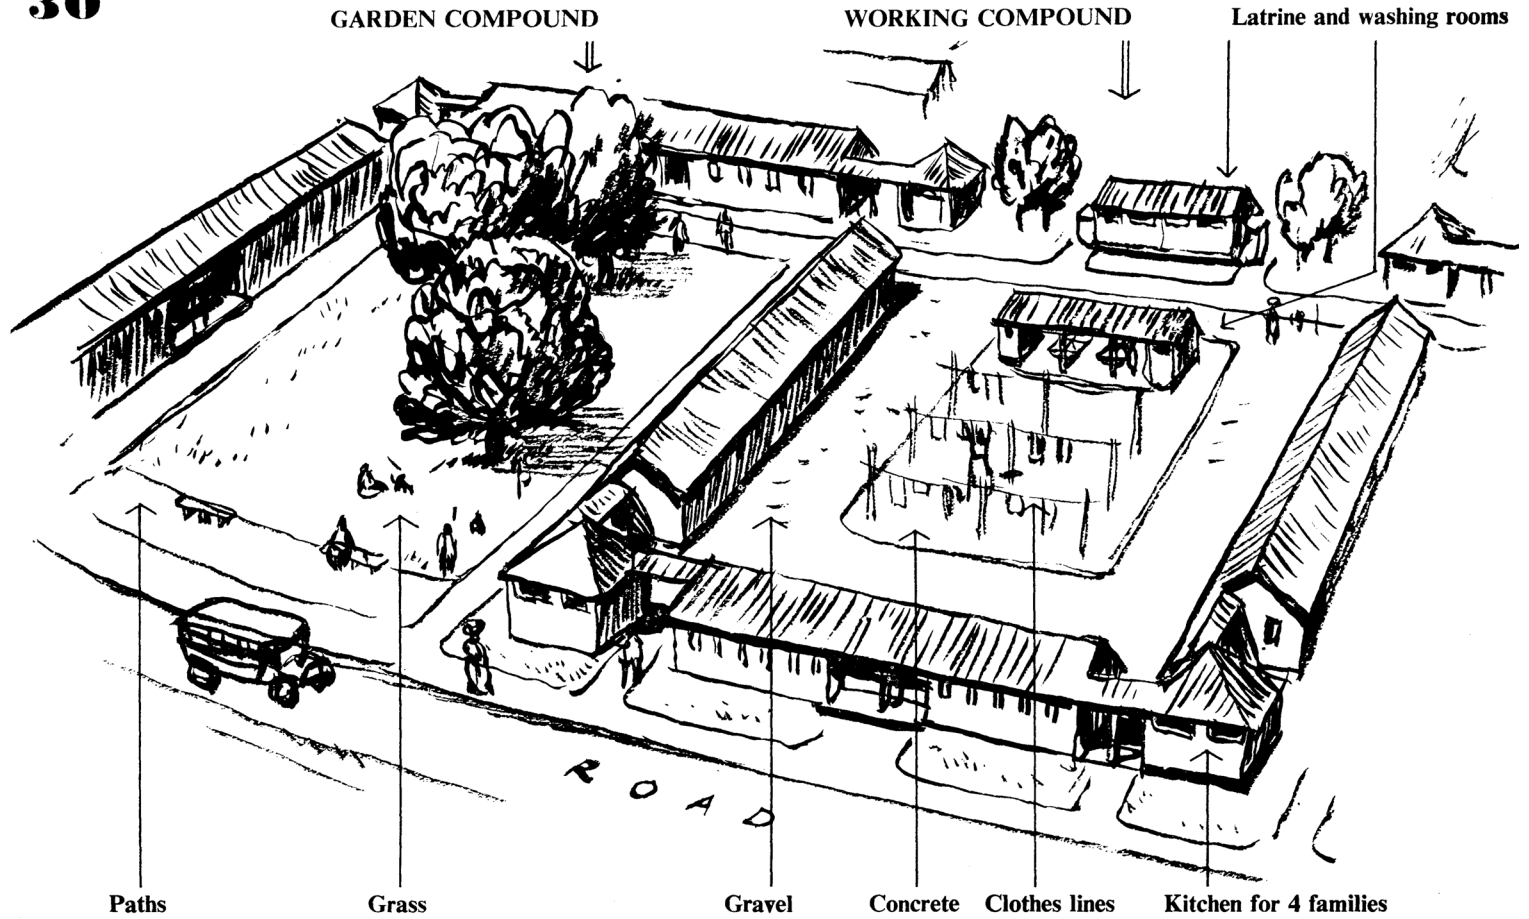 30
GARDEN COMPOUND
WORKING COMPOUND
Latrine and washing rooms
ROAD
Paths
Grass
Gravel
Concrete
Clothes lines
Kitchen for 4 families